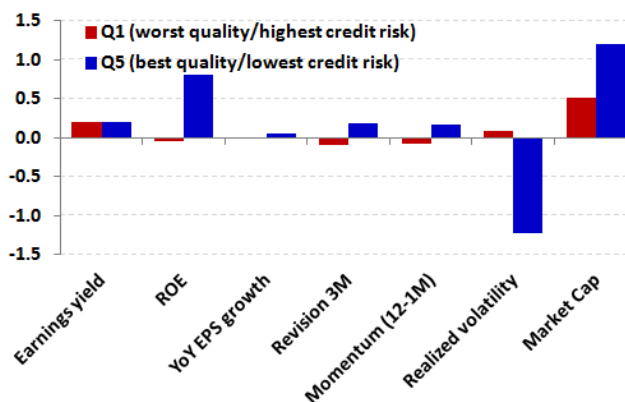 1.5
Q1 (worst quality/highest credit risk)
1.0
Q5 (best quality/lowest credit risk)
0.5
0.0
-0.5
-1.0
-1.5
Earnings yield
ROE
YoY EPS growth
Revision 3M
Momentum (12-1M)
Realized volatility
Market Cap